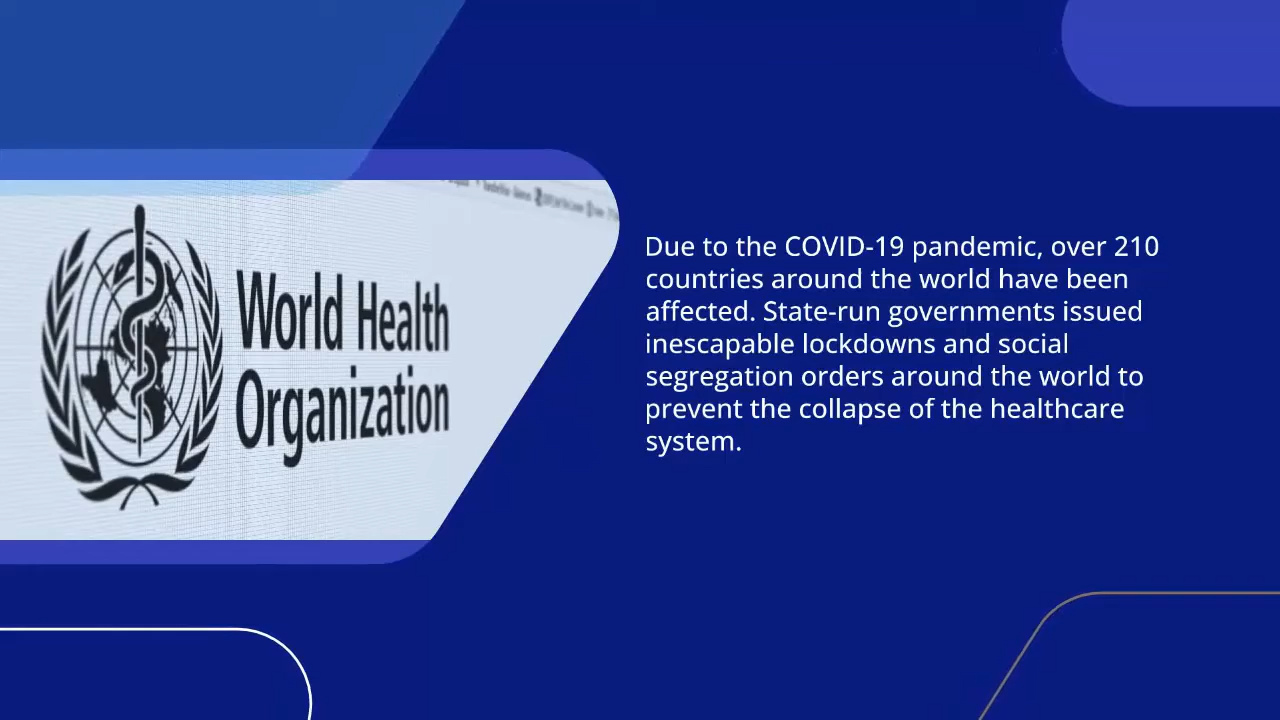 World Health
Organization
Due to the COVID-19 pandemic, over 210
countries around the world have been
affected. State-run governments issued
inescapable lockdowns and social
segregation orders around the world to
prevent the collapse of the healthcare
system.